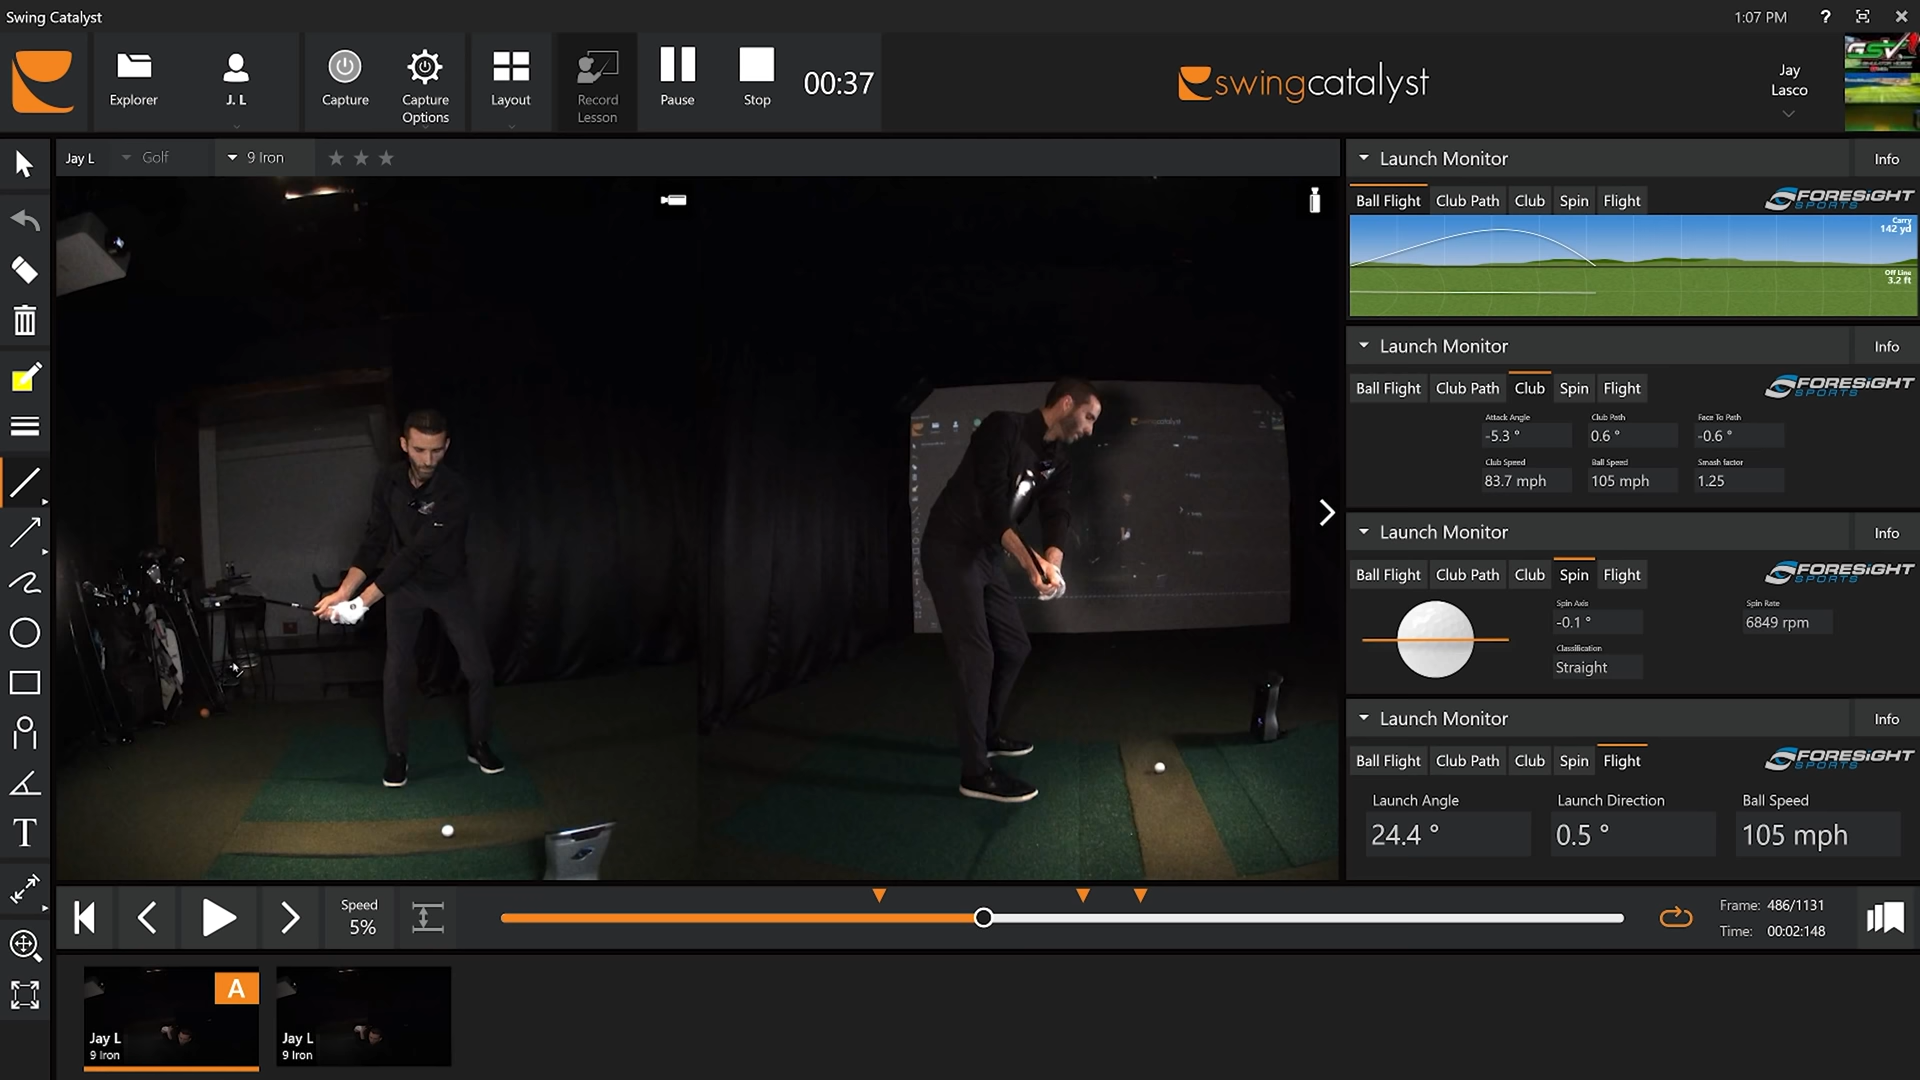 Swing Catalyst
1:07 PM
?
Explorer
J. L
Capture
Capture
Options
Layout
Record
Lesson
Pause
Stop
00:37
swingcatalyst
Jay
Lasco
GSV
Jay L
Golf
9 Iron
Launch Monitor
Info
Ball Flight
Club Path
Club
Spin
Flight
FORESIGHT
SPORTS
Carry
142 yd
Off Line
3.2 ft
Launch Monitor
Info
Ball Flight
Club Path
Club
Spin
Flight
FORESIGHT
SPORTS
Attack Angle
-5.3 °
Club Path
0.6 °
Face To Path
-0.6 °
Club Speed
83.7 mph
Ball Speed
105 mph
Smash factor
1.25
Launch Monitor
Info
Ball Flight
Club Path
Club
Spin
Flight
FORESIGHT
SPORTS
Spin Axis
-0.1 °
Spin Rate
6849 rpm
Classification
Straight
Launch Monitor
Info
Ball Flight
Club Path
Club
Spin
Flight
FORESIGHT
SPORTS
Launch Angle
24.4 °
Launch Direction
0.5 °
Ball Speed
105 mph
T
swingcatalyst
Speed
5%
Frame: 486/1131
Time: 00:02:148
A
Jay L
9 Iron
Jay L
9 Iron